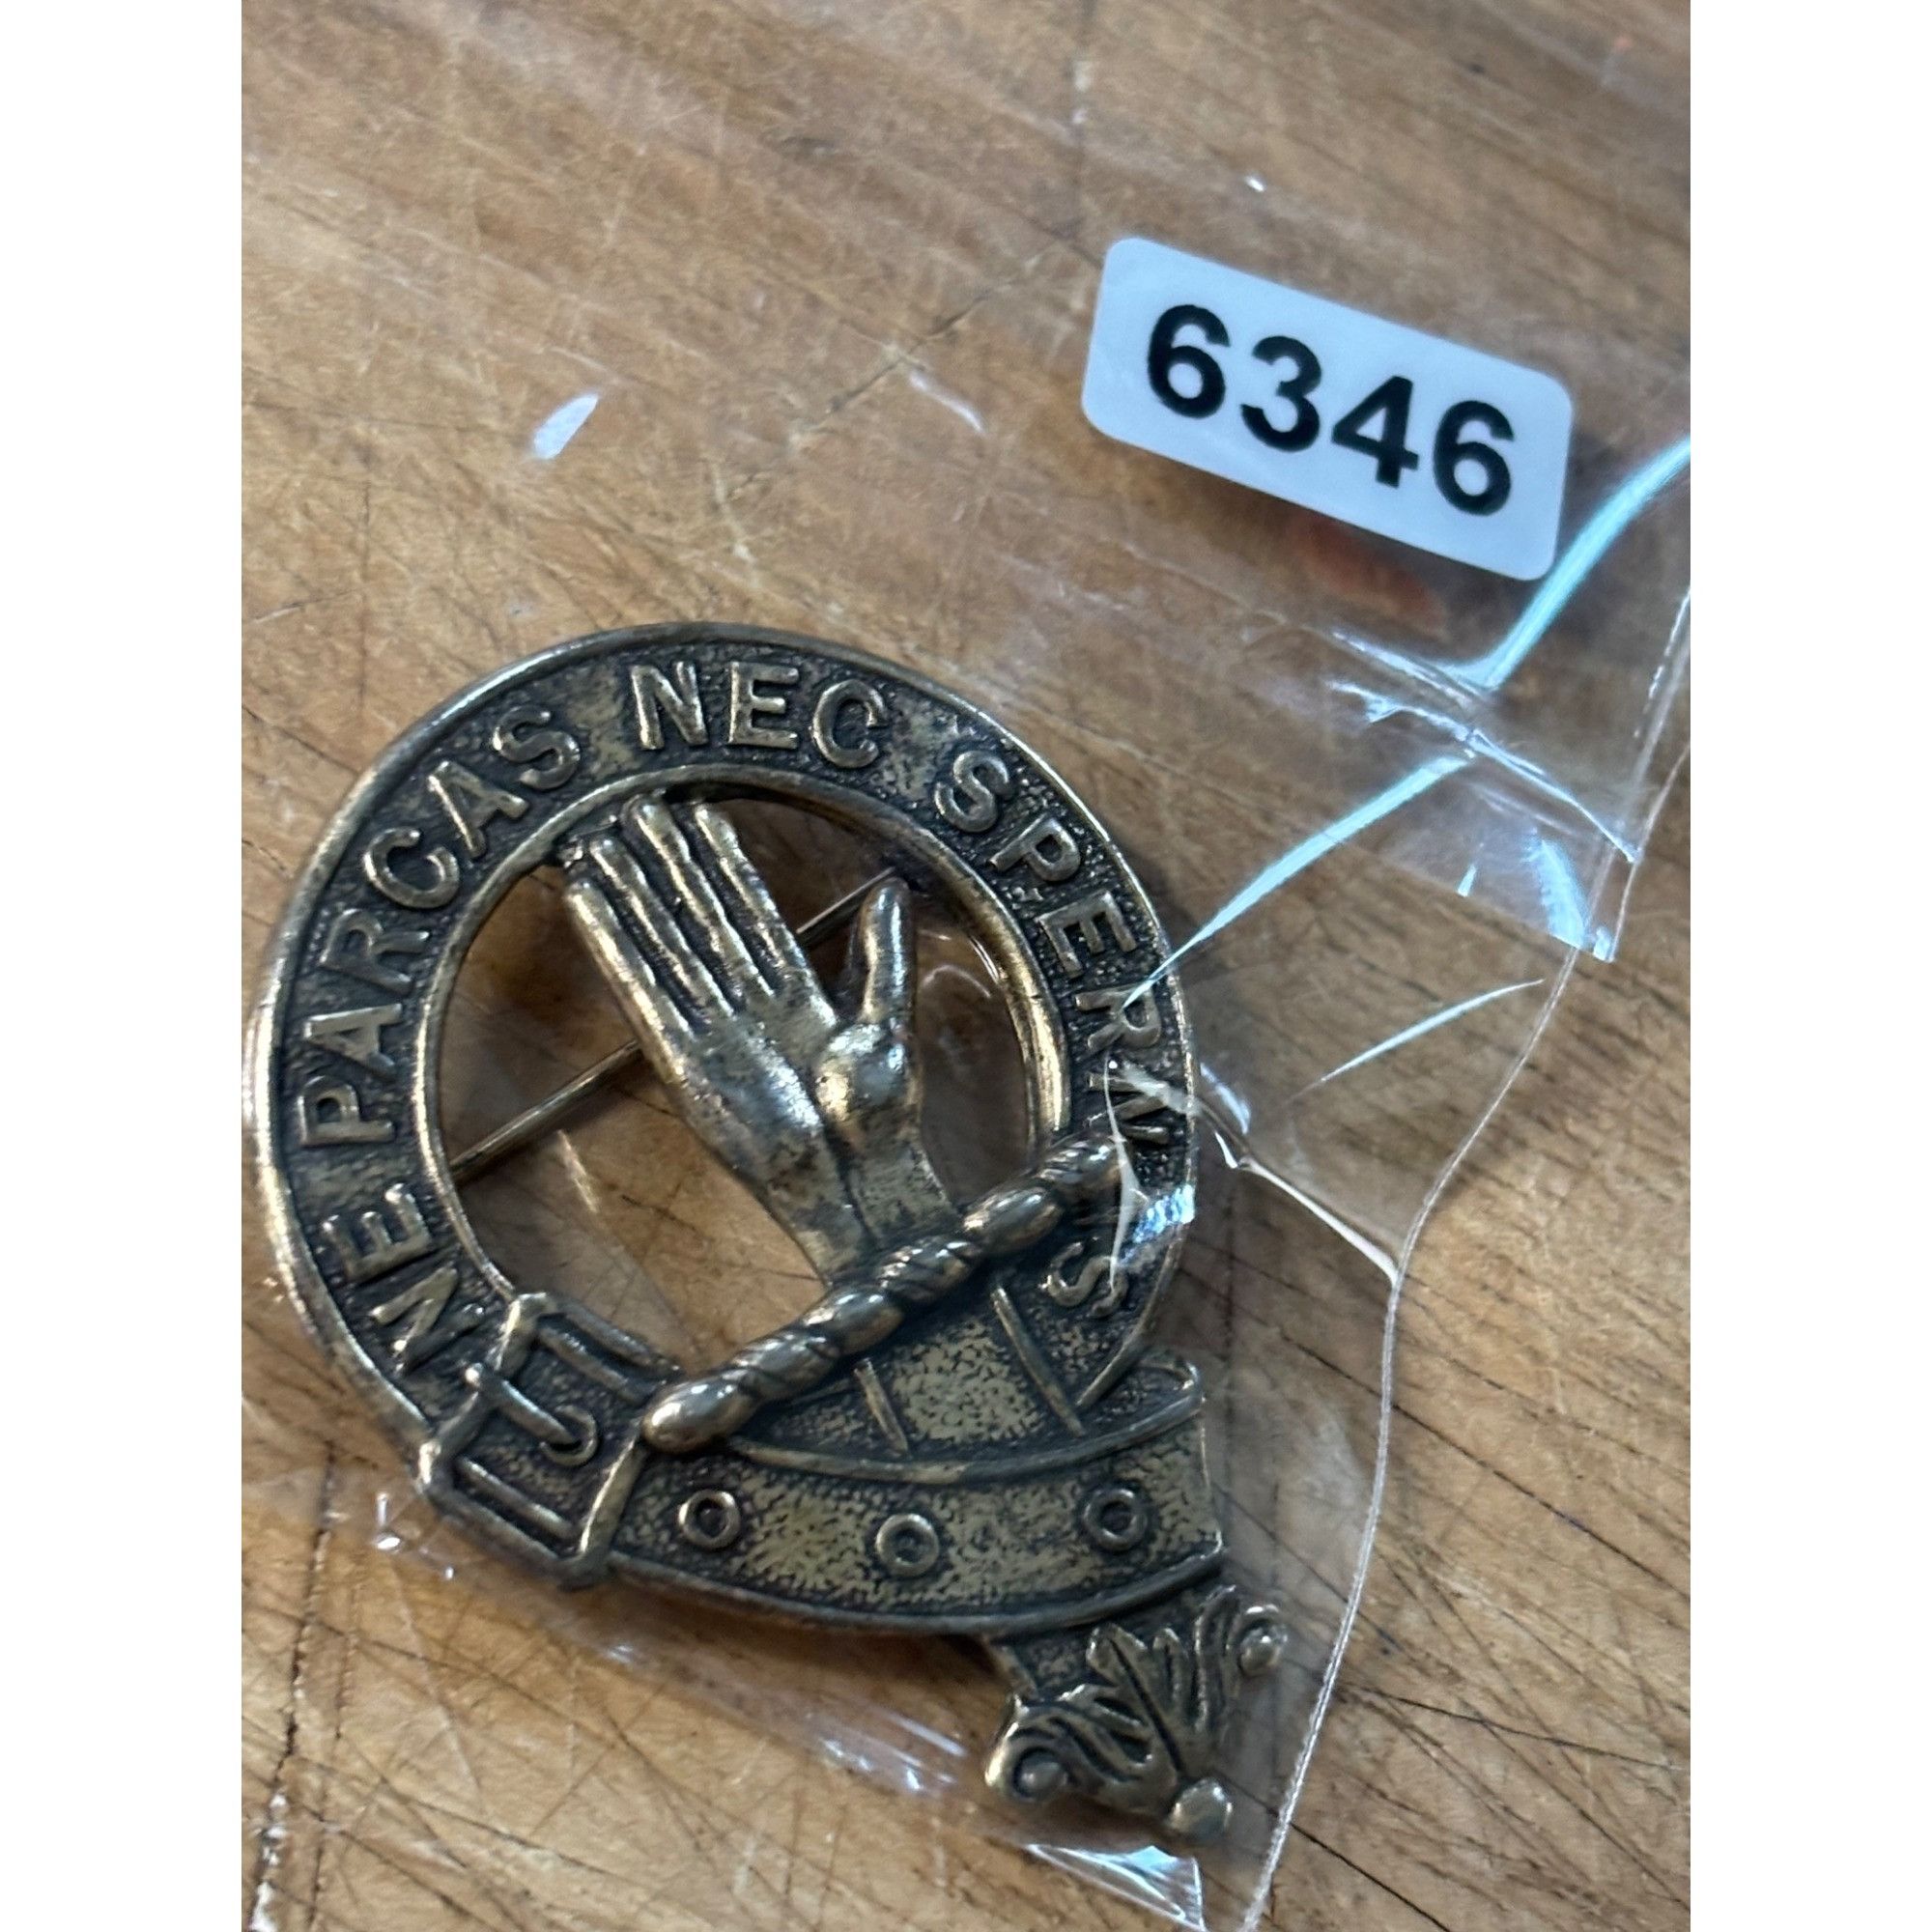 6346
NE PARCAS NEC SPERNAS